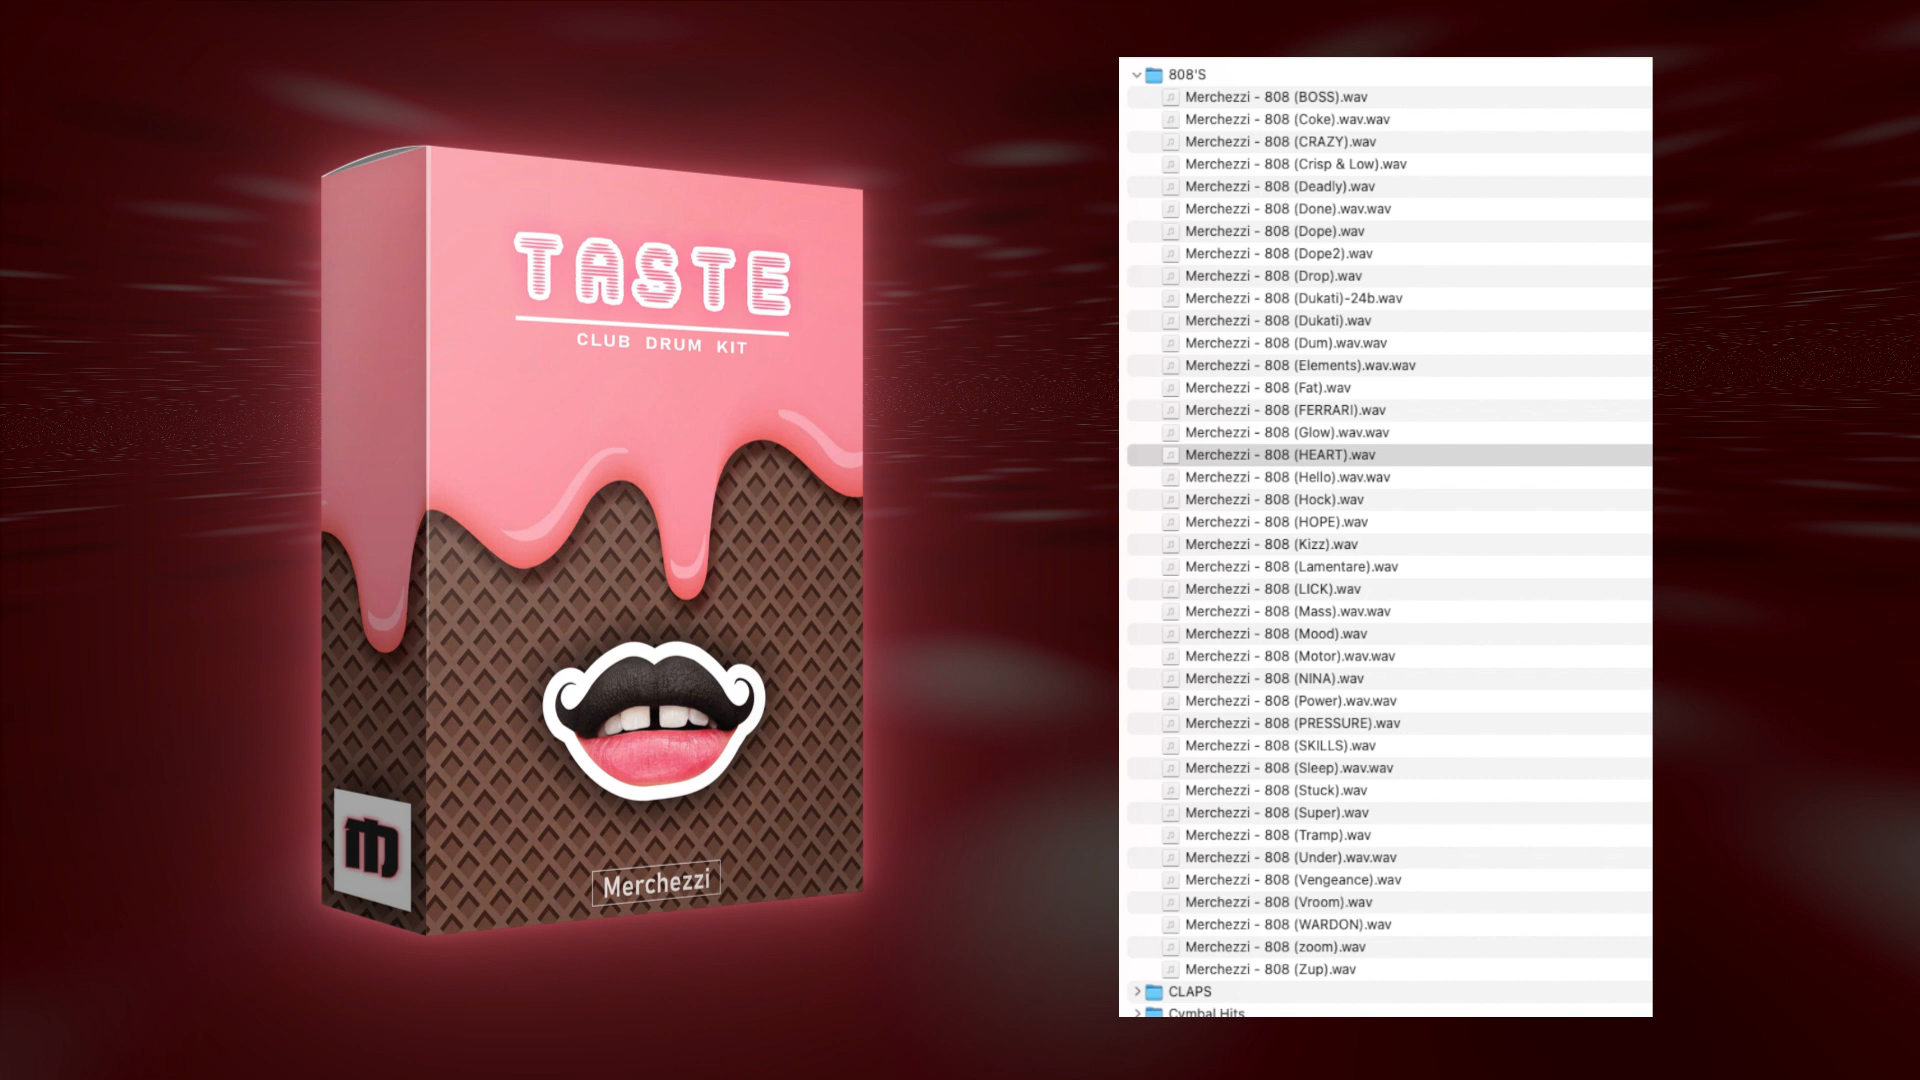 TASTE
CLUB DRUM KIT
Merchezzi
808'S
Merchezzi - 808 (BOSS).wav
Merchezzi - 808 (Coke).wav.wav
Merchezzi - 808 (CRAZY).wav
Merchezzi - 808 (Crisp & Low).wav
Merchezzi - 808 (Deadly).wav
Merchezzi - 808 (Done).wav.wav
Merchezzi - 808 (Dope).wav
Merchezzi - 808 (Dope2).wav
Merchezzi - 808 (Drop).wav
Merchezzi - 808 (Dukati)-24b.wav
Merchezzi - 808 (Dukati).wav
Merchezzi - 808 (Dum).wav.wav
Merchezzi - 808 (Elements).wav.wav
Merchezzi - 808 (Fat).wav
Merchezzi - 808 (FERRARI).wav
Merchezzi - 808 (Glow).wav.wav
Merchezzi - 808 (HEART).wav
Merchezzi - 808 (Hello).wav.wav
Merchezzi - 808 (Hock).wav
Merchezzi - 808 (HOPE).wav
Merchezzi - 808 (Kizz).wav
Merchezzi - 808 (Lamentare).wav
Merchezzi - 808 (LICK).wav
Merchezzi - 808 (Mass).wav.wav
Merchezzi - 808 (Mood).wav
Merchezzi - 808 (Motor).wav.wav
Merchezzi - 808 (NINA).wav
Merchezzi - 808 (Power).wav.wav
Merchezzi - 808 (PRESSURE).wav
Merchezzi - 808 (SKILLS).wav
Merchezzi - 808 (Sleep).wav.wav
Merchezzi - 808 (Stuck).wav
Merchezzi - 808 (Super).wav
Merchezzi - 808 (Tramp).wav
Merchezzi - 808 (Under).wav.wav
Merchezzi - 808 (Vengeance).wav
Merchezzi - 808 (Vroom).wav
Merchezzi - 808 (WARDON).wav
Merchezzi - 808 (zoom).wav
Merchezzi - 808 (Zup).wav
CLAPS
Cymbal Hits